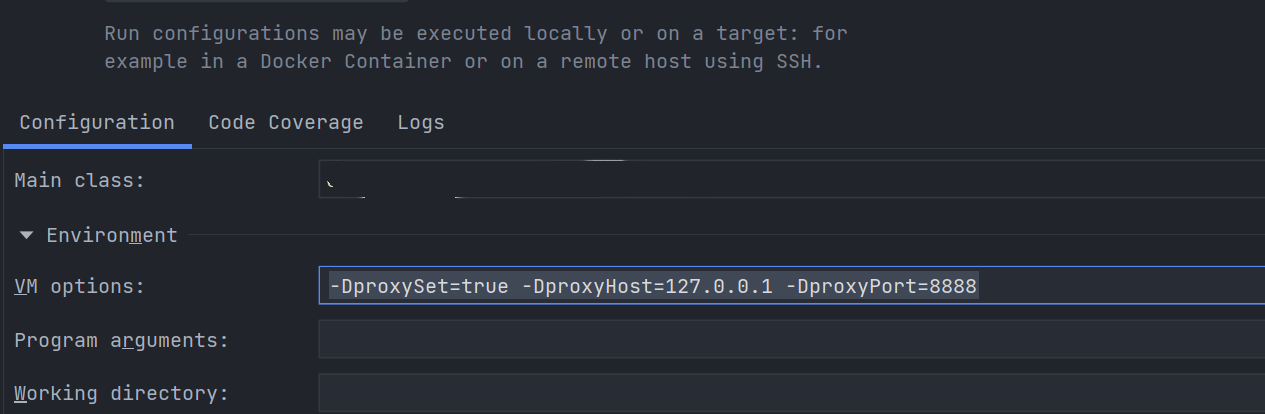 Run configurations may be executed locally or on a target: for
example in a Docker Container or on a remote host using SSH.
Configuration Code Coverage Logs
Main class:
Environment
VM options: -DproxySet=true -DproxyHost=127.0.0.1 -DproxyPort=8888
Program arguments:
Working directory: